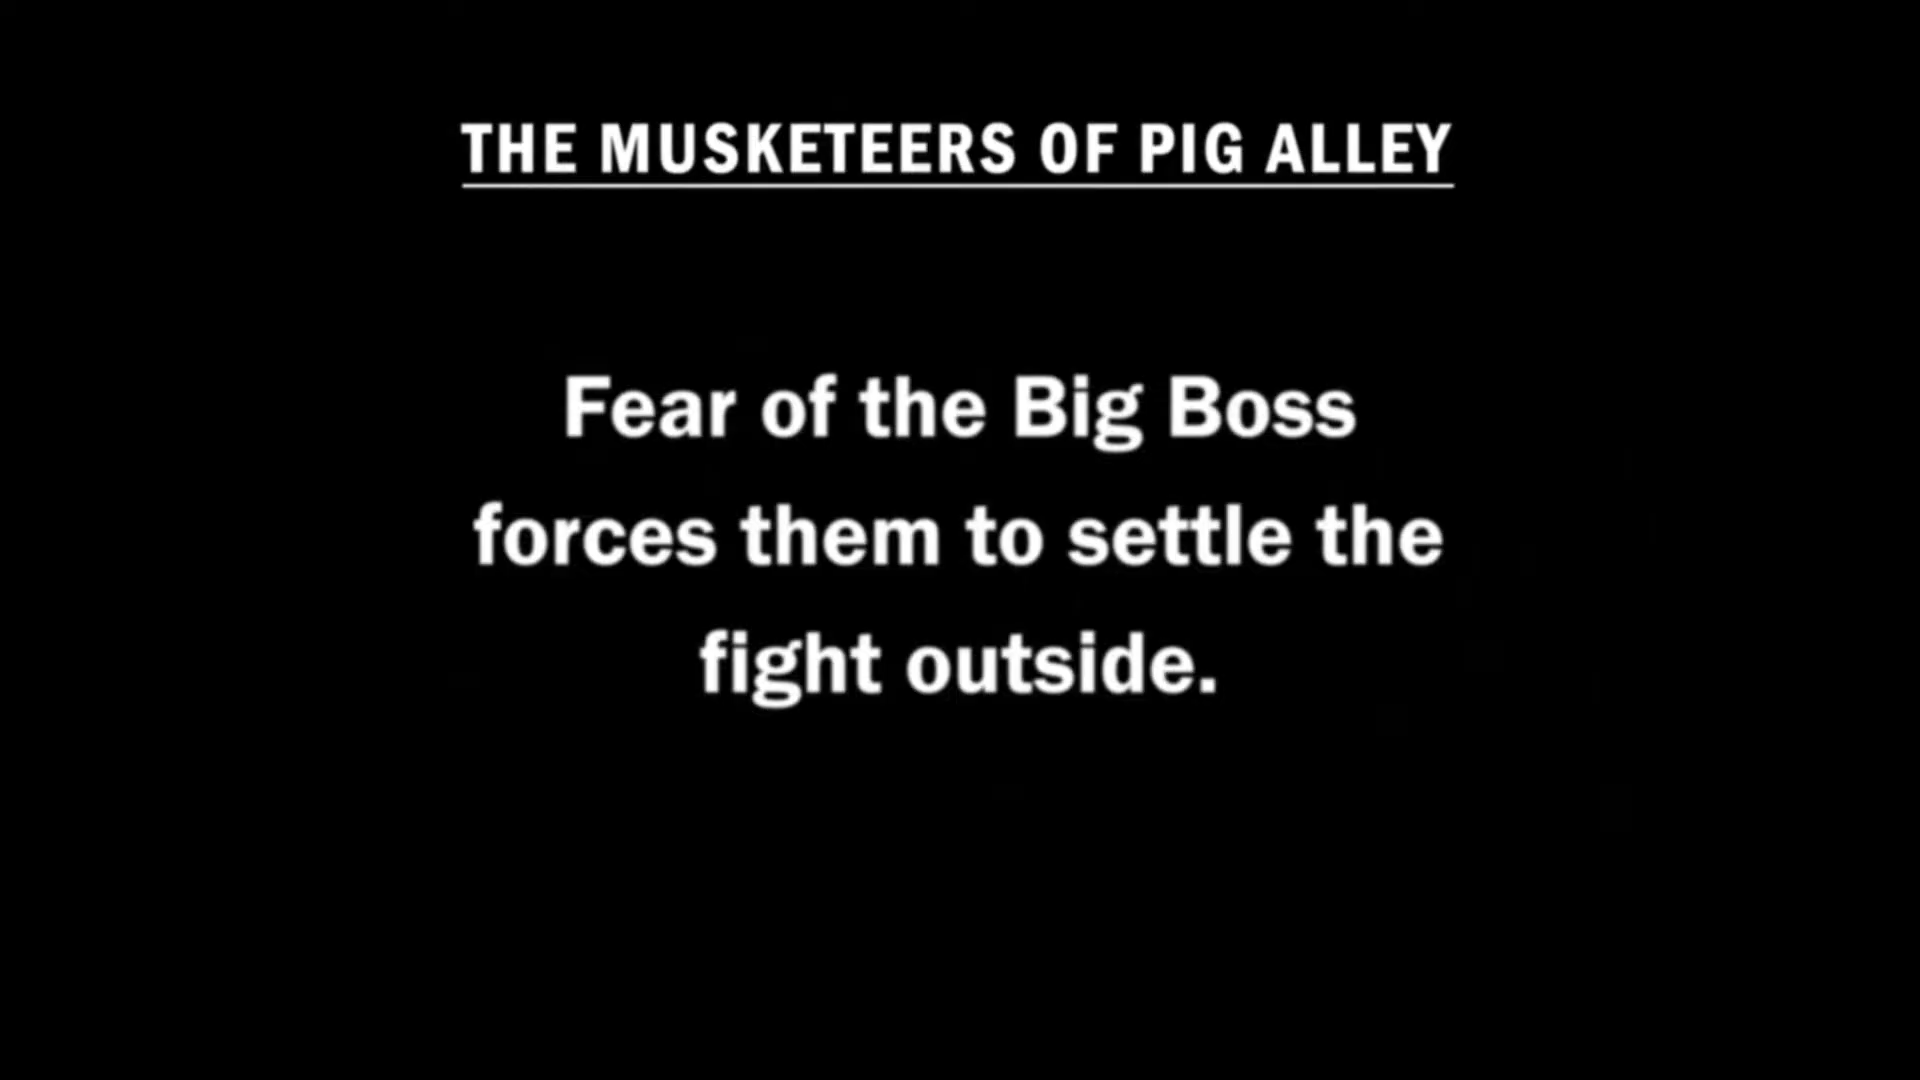 THE MUSKETEERS OF PIG ALLEY
Fear of the Big Boss
forces them to settle the
fight outside.